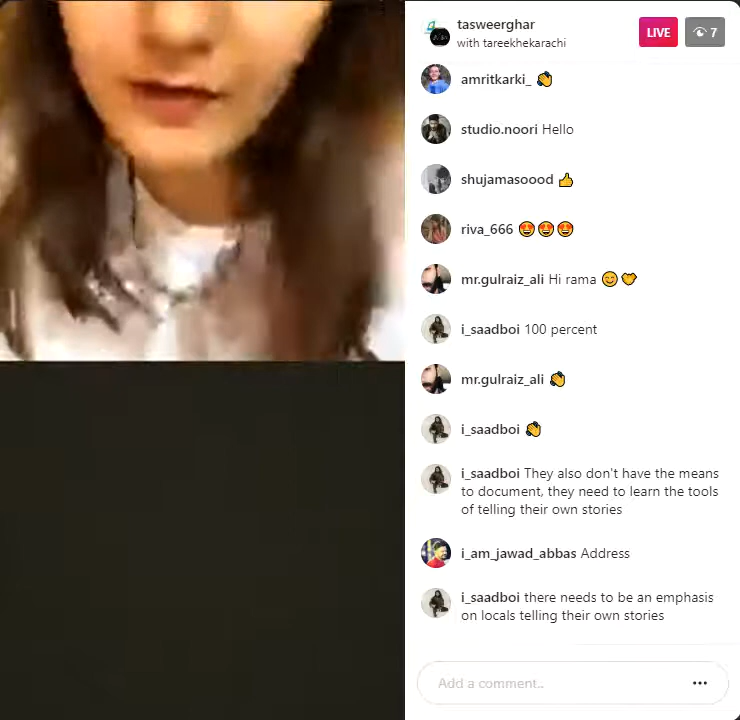 tasweerghar
with tareekhekarachi
LIVE
7
amritkarki_ 👏
studio.noori Hello
shujamasoood 👍
riva_666 😍😍😍
mr.gulraiz_ali Hi rama 😊🤝
i_saadboi 100 percent
mr.gulraiz_ali 👏
i_saadboi 👏
i_saadboi They also don't have the means
to document, they need to learn the tools
of telling their own stories
i_am_jawad_abbas Address
i_saadboi there needs to be an emphasis
on locals telling their own stories
Add a comment..